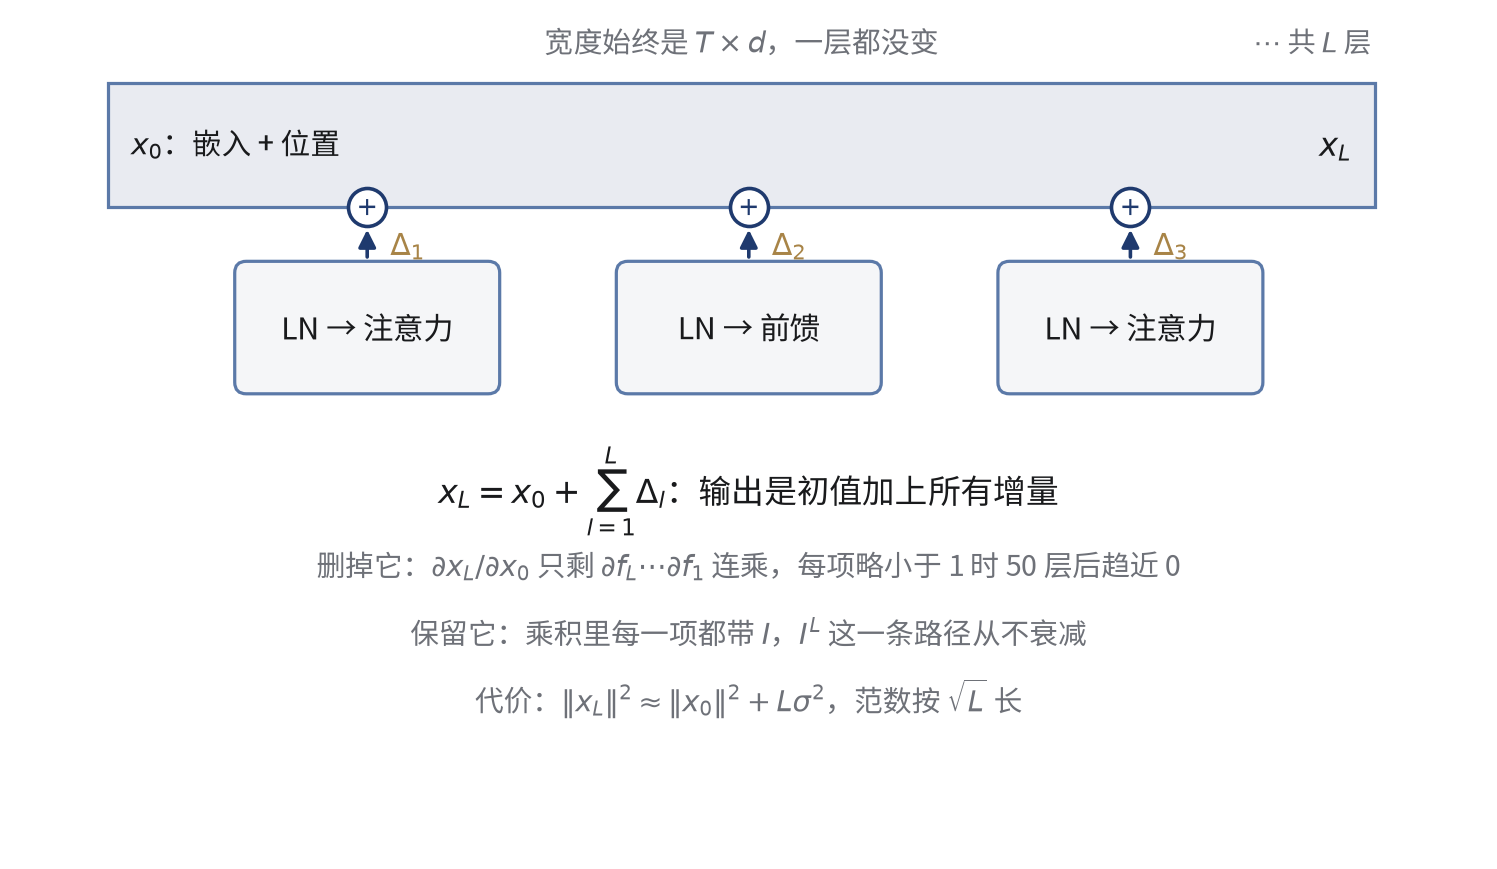 宽度始终是 T × d，一层都没变
⋯ 共 L 层
x₀：嵌入 + 位置
x_L
+ + +
Δ₁ Δ₂ Δ₃
LN → 注意力
LN → 前馈
LN → 注意力
x_L = x₀ + ∑_{l=1}^{L} Δ_l：输出是初值加上所有增量
删掉它：∂x_L/∂x₀ 只剩 ∂f_L⋯∂f₁ 连乘，每项略小于 1 时 50 层后趋近 0
保留它：乘积里每一项都带 I，I^L 这一条路径从不衰减
代价：‖x_L‖² ≈ ‖x₀‖² + Lσ²，范数按 √L 长